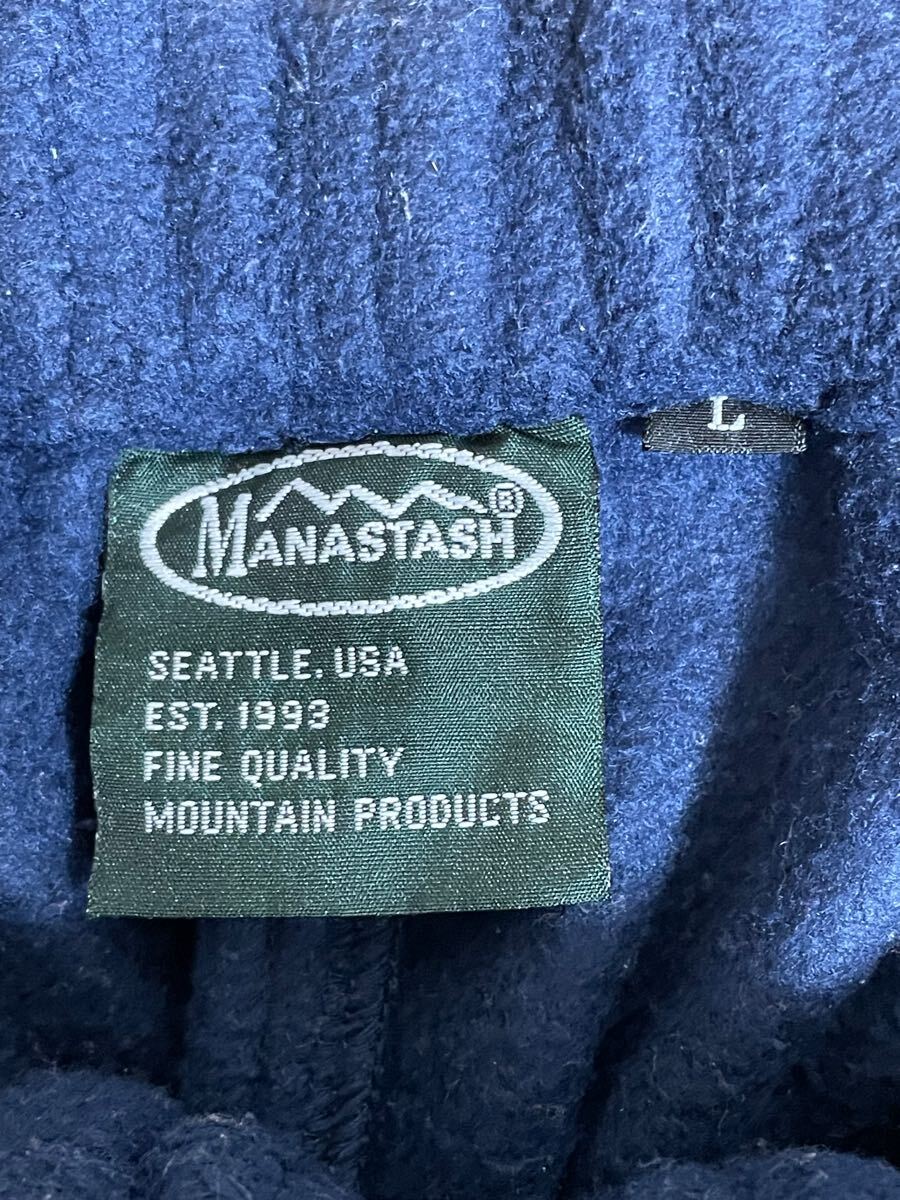 L
MANASTASH®
SEATTLE, USA
EST. 1993
FINE QUALITY
MOUNTAIN PRODUCTS